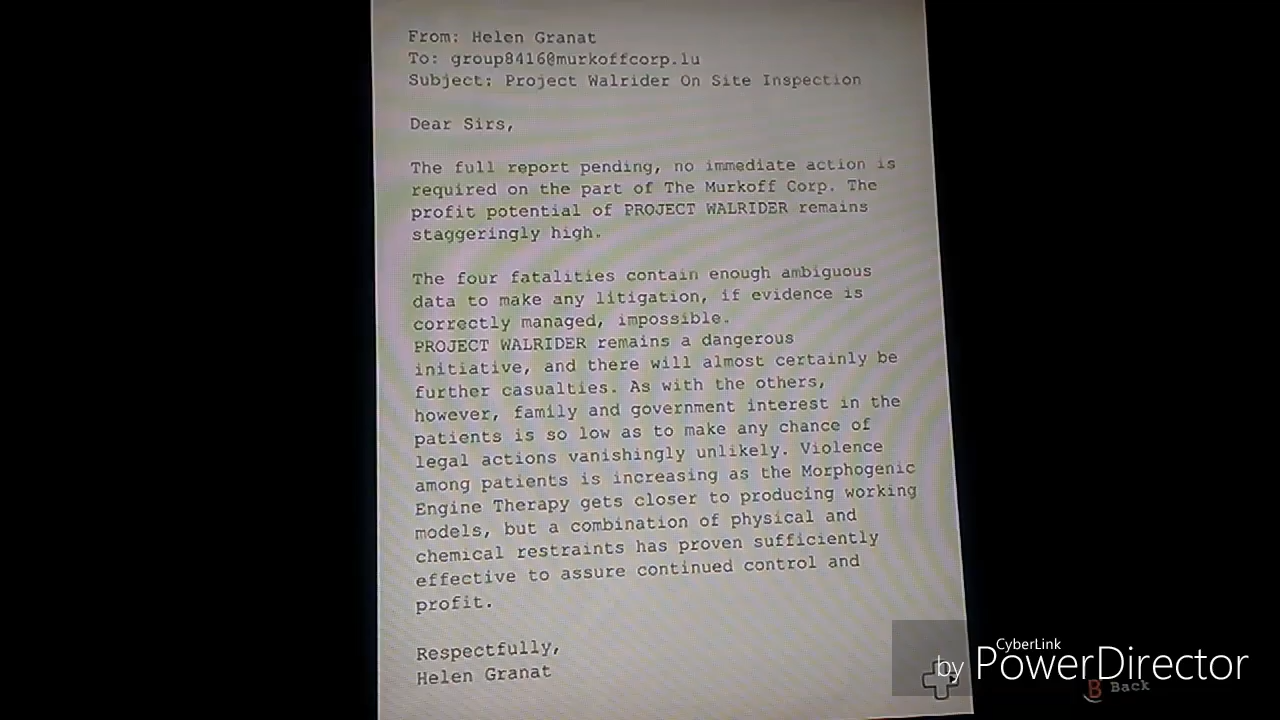 From: Helen Granat
To: group8416@murkoffcorp.lu
Subject: Project Walrider On Site Inspection
Dear Sirs,
The full report pending, no immediate action is
required on the part of The Murkoff Corp. The
profit potential of PROJECT WALRIDER remains
staggeringly high.
The four fatalities contain enough ambiguous
data to make any litigation, if evidence is
correctly managed, impossible.
PROJECT WALRIDER remains a dangerous
initiative, and there will almost certainly be
further casualties. As with the others,
however, family and government interest in the
patients is so low as to make any chance of
legal actions vanishingly unlikely. Violence
among patients is increasing as the Morphogenic
Engine Therapy gets closer to producing working
models, but a combination of physical and
chemical restraints has proven sufficiently
effective to assure continued control and
profit.
Respectfully,
Helen Granat
CyberLink
by PowerDirector
B Back